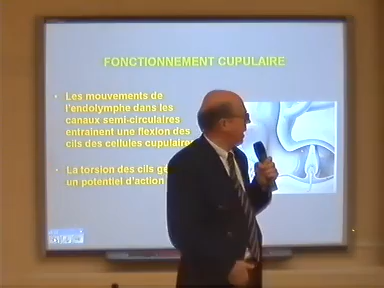 FONCTIONNEMENT CUPULAIRE
• Les mouvements de
l'endolymphe dans les
canaux semi-circulaires
entrainent une flexion des
cils des cellules cupulaires
• La torsion des cils
un potentiel d'action